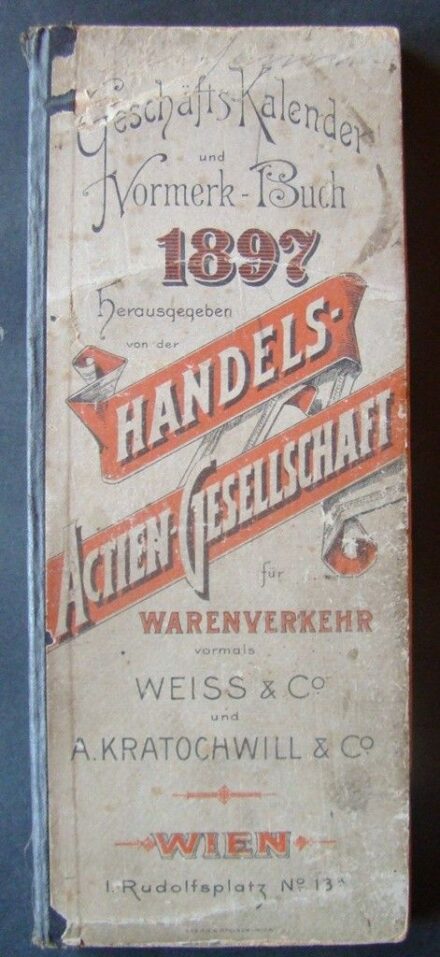 Geschäfts-Kalender
und
Vormerk-Buch
1897
Herausgegeben
von der
HANDELS-
ACTIEN-GESELLSCHAFT
für
WARENVERKEHR
vormals
WEISS & Co
und
A. KRATOCHWILL & Co
WIEN
I. Rudolfsplatz No 13A